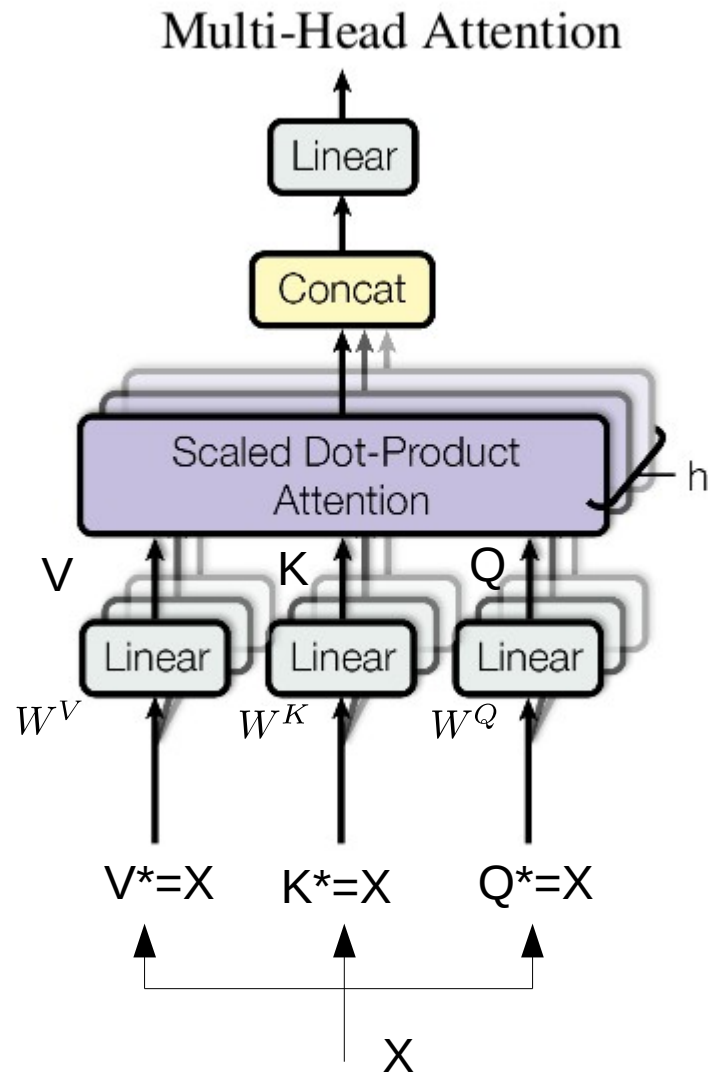 Multi-Head Attention
Linear
Concat
Scaled Dot-Product
Attention
h
V K Q
Linear Linear Linear
W^V W^K W^Q
V*=X K*=X Q*=X
X